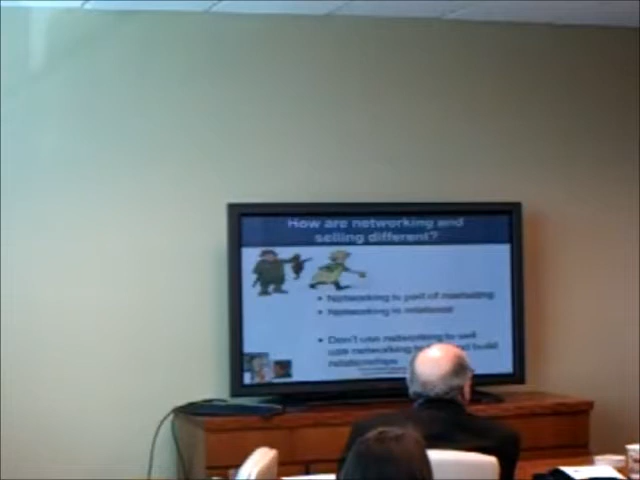 How are networking and
selling different?
• Networking is part of marketing
• Networking is relational
• Don't use networking to sell
use networking build
relationships